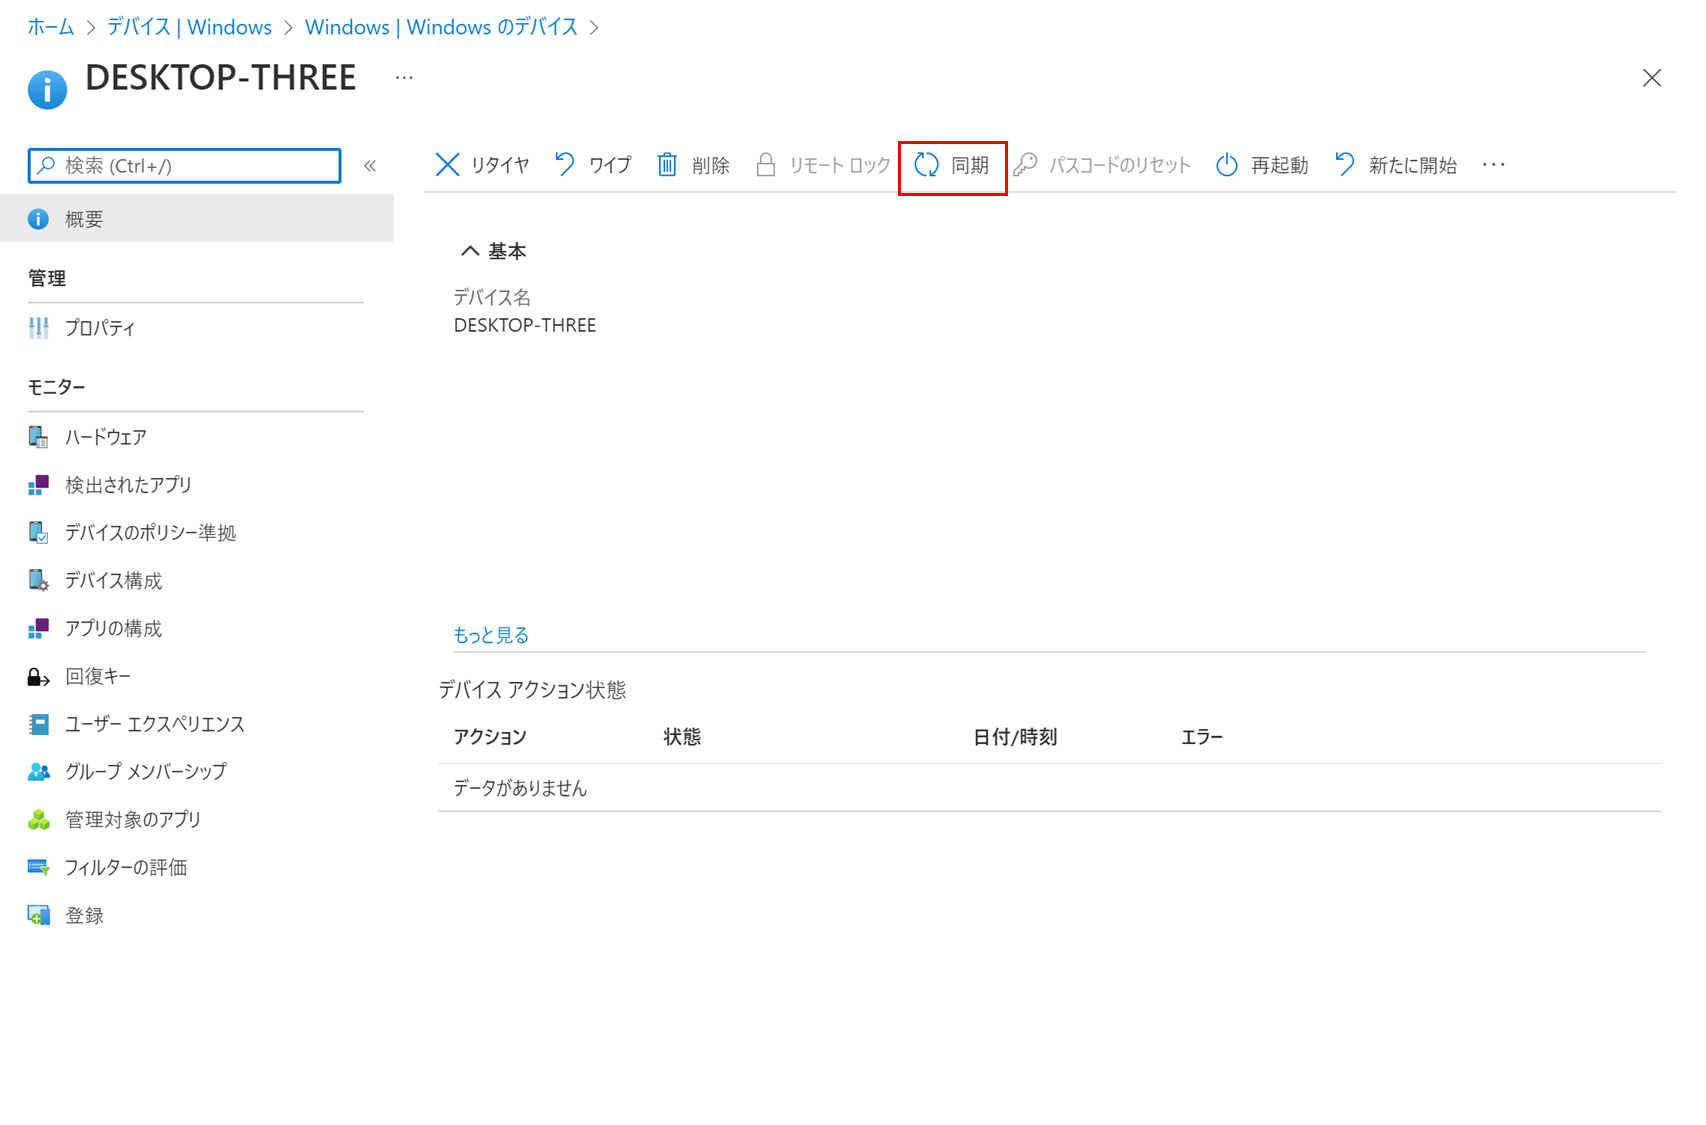 ホーム > デバイス | Windows > Windows | Windows のデバイス >
DESKTOP-THREE ...
検索 (Ctrl+/) «
リタイヤ ワイプ 削除 リモート ロック 同期 パスコードのリセット 再起動 新たに開始 ...
概要
管理
プロパティ
モニター
ハードウェア
検出されたアプリ
デバイスのポリシー準拠
デバイス構成
アプリの構成
回復キー
ユーザー エクスペリエンス
グループ メンバーシップ
管理対象のアプリ
フィルターの評価
登録
基本
デバイス名
DESKTOP-THREE
もっと見る
デバイス アクション状態
アクション 状態 日付/時刻 エラー
データがありません